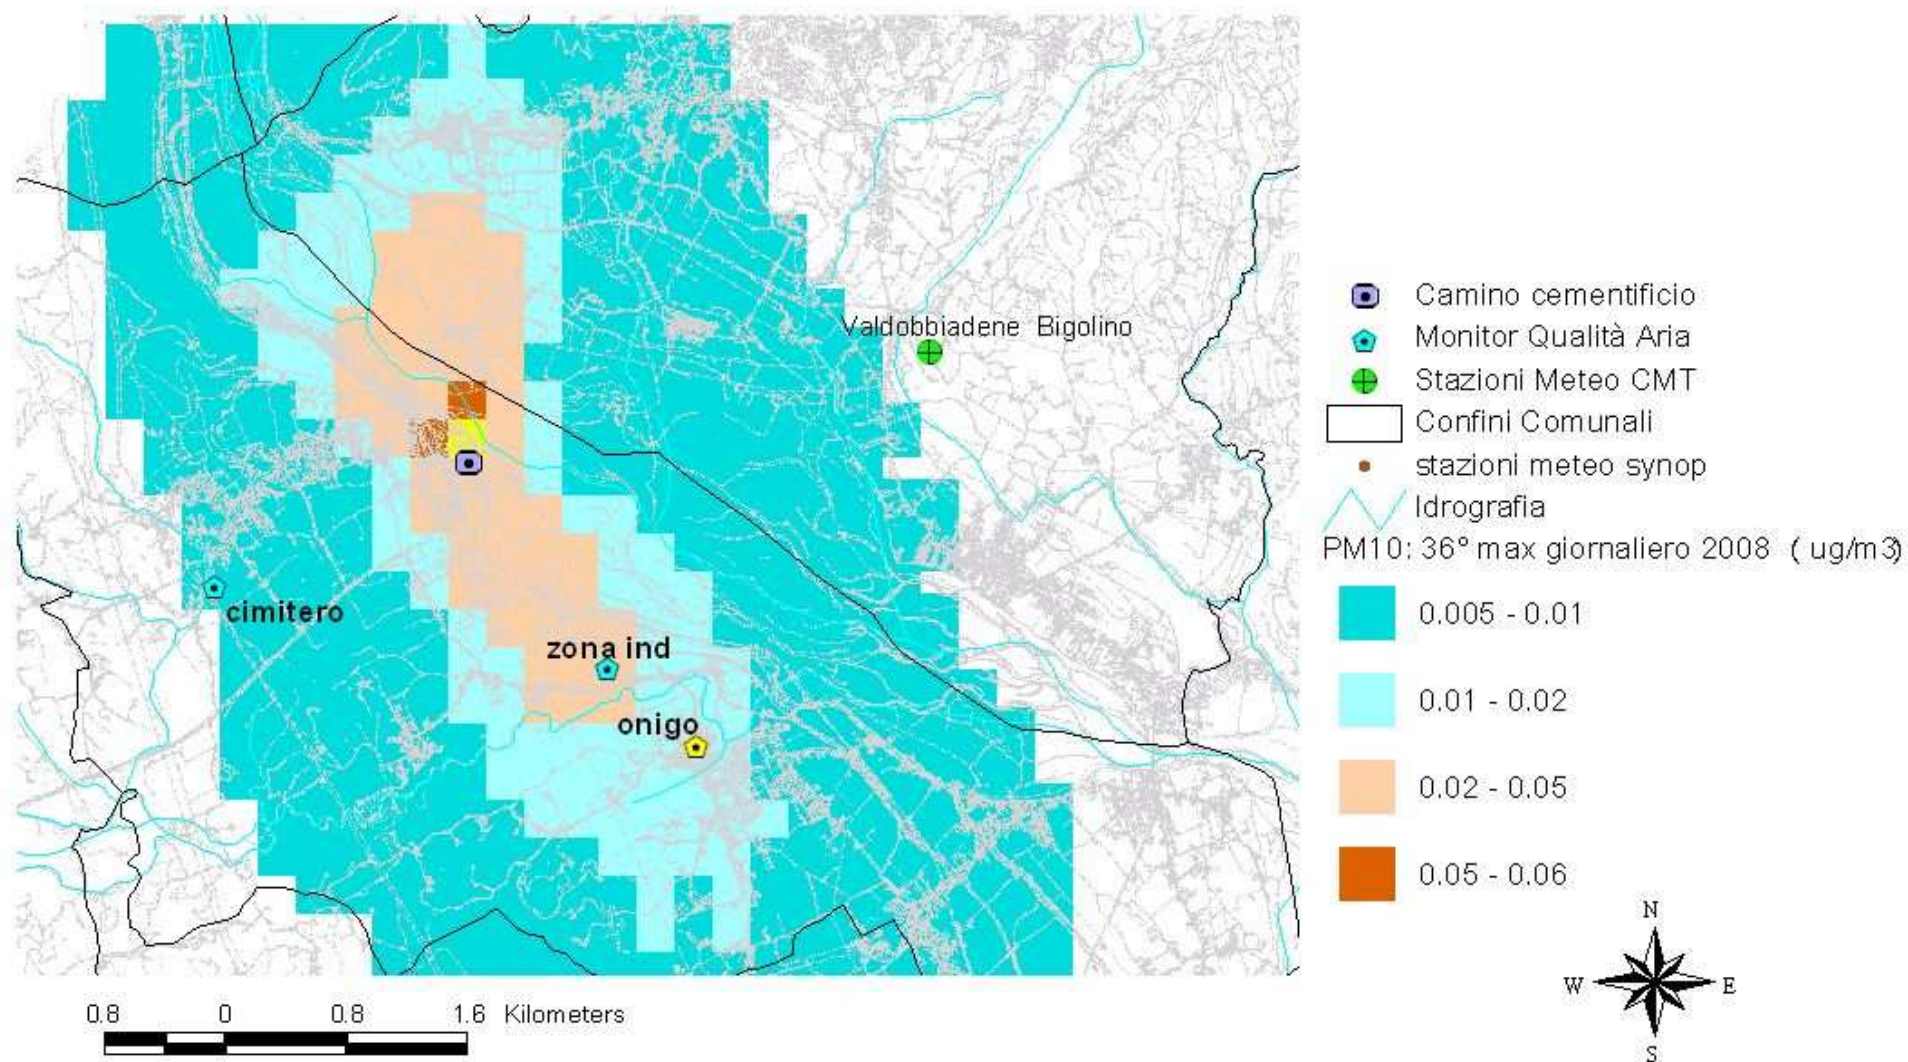 Valdobbiadene Bigolino
cimitero
zona ind
onigo
Camino cementificio
Monitor Qualità Aria
Stazioni Meteo CMT
Confini Comunali
stazioni meteo synop
Idrografia
PM10: 36° max giornaliero 2008 ( ug/m3)
0.005 - 0.01
0.01 - 0.02
0.02 - 0.05
0.05 - 0.06
N
W E
S
0.8 0 0.8 1.6 Kilometers